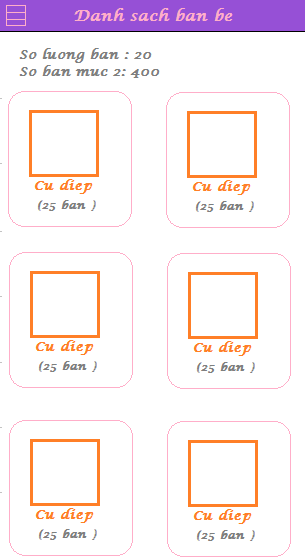 Danh sach ban be
So luong ban : 20
So ban muc 2: 400
Cu diep
(25 ban )
Cu diep
(25 ban )
Cu diep
(25 ban )
Cu diep
(25 ban )
Cu diep
(25 ban )
Cu diep
(25 ban )